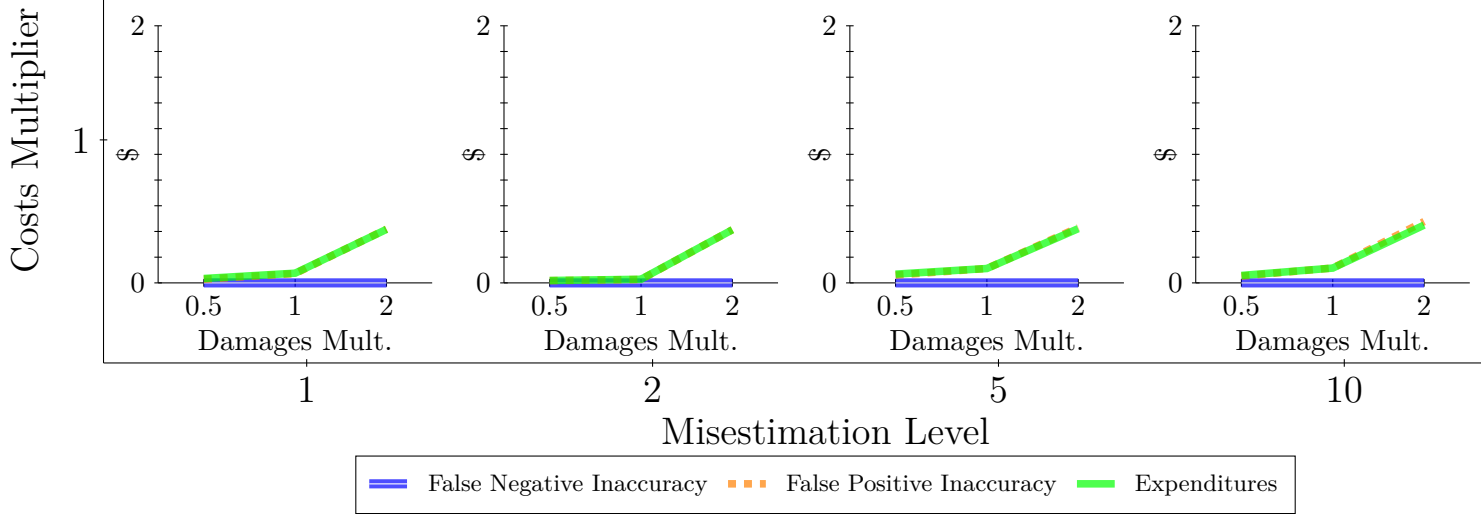 Costs Multiplier
1
2
0
$
0.5 1 2
Damages Mult.
2
0
$
0.5 1 2
Damages Mult.
2
0
$
0.5 1 2
Damages Mult.
2
0
$
0.5 1 2
Damages Mult.
1 2 5 10
Misestimation Level
False Negative Inaccuracy False Positive Inaccuracy Expenditures